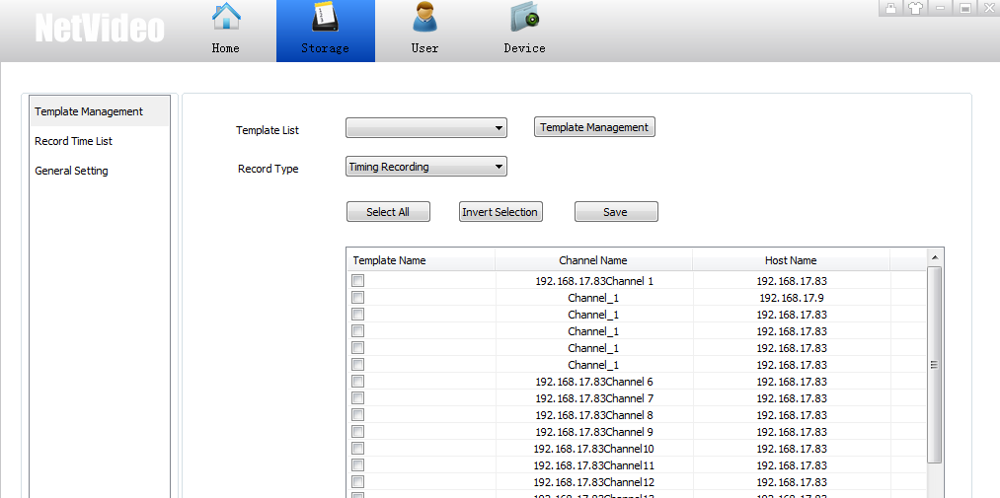 NetVideo
Home Storage User Device
Template Management
Record Time List
General Setting
Template List Template Management
Record Type Timing Recording
Select All Invert Selection Save
Template Name Channel Name Host Name
192.168.17.83Channel 1 192.168.17.83
Channel_1 192.168.17.9
Channel_1 192.168.17.83
Channel_1 192.168.17.83
Channel_1 192.168.17.83
Channel_1 192.168.17.83
192.168.17.83Channel 6 192.168.17.83
192.168.17.83Channel 7 192.168.17.83
192.168.17.83Channel 8 192.168.17.83
192.168.17.83Channel 9 192.168.17.83
192.168.17.83Channel10 192.168.17.83
192.168.17.83Channel11 192.168.17.83
192.168.17.83Channel12 192.168.17.83